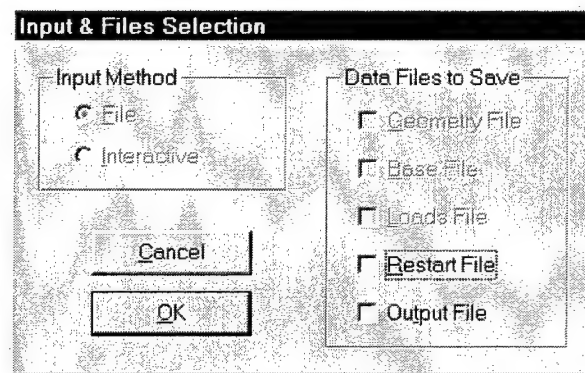 Input & Files Selection
Input Method
File
Interactive
Cancel
OK
Data Files to Save
Geometry File
Base File
Loads File
Restart File
Output File